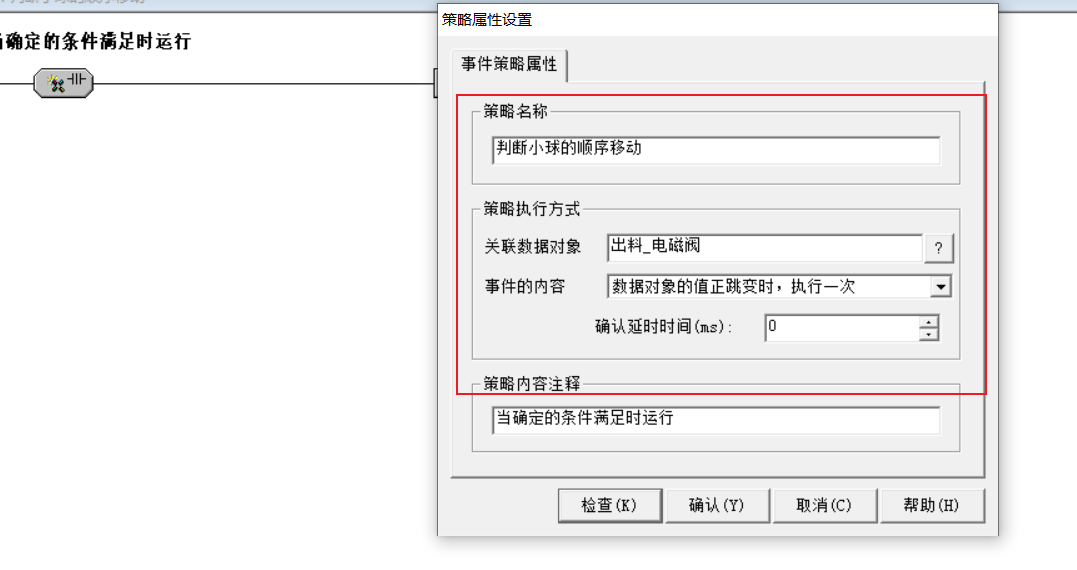 策略属性设置
确定的条件满足时运行
事件策略属性
策略名称
判断小球的顺序移动
策略执行方式
关联数据对象
出料_电磁阀
?
事件的内容
数据对象的值正跳变时，执行一次
确认延时时间(ms):
0
策略内容注释
当确定的条件满足时运行
检查(K)
确认(Y)
取消(C)
帮助(H)